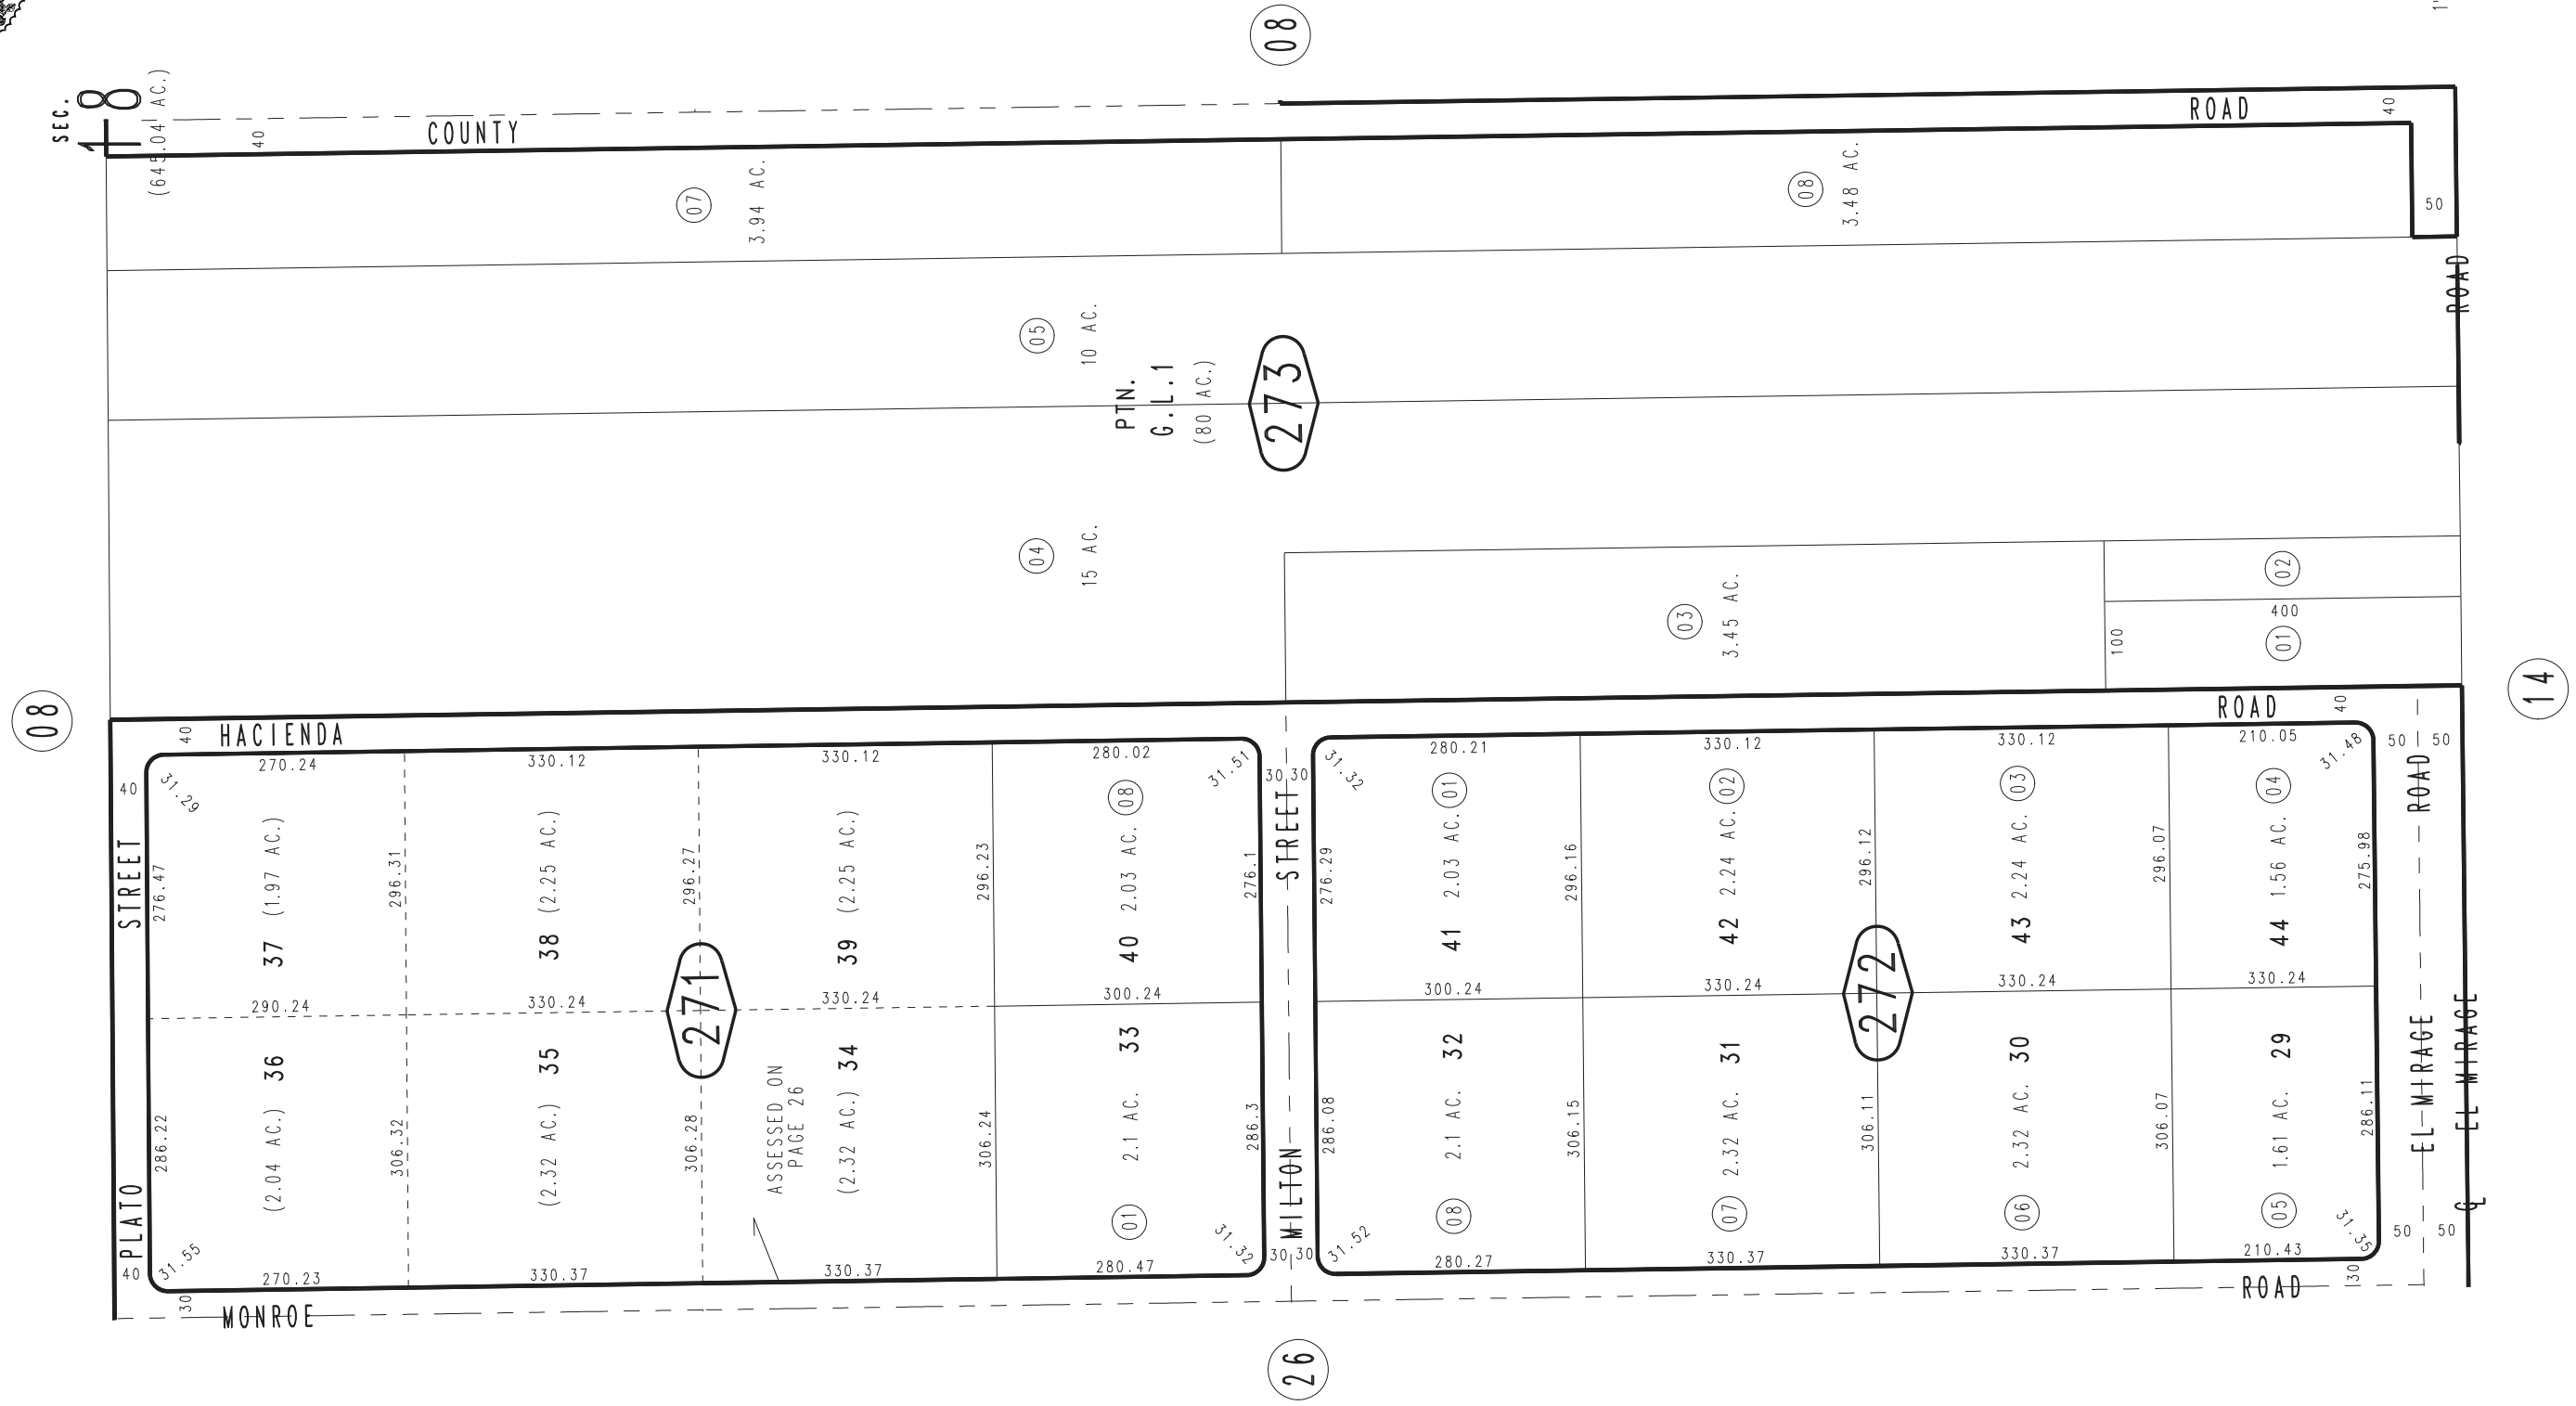 08
SEC.
18
(645.04 AC.)
40
COUNTY
ROAD
40
07
3.94 AC.
08
3.48 AC.
50
ROAD
05
10 AC.
PTN.
G.L.1
(80 AC.)
273
04
15 AC.
03
3.45 AC.
02
400
01
100
08
14
40
HACIENDA
ROAD
40
270.24
330.12
330.12
280.02
31.51
30 30
31.32
280.21
330.12
330.12
210.05
31.48
50
50
40
31.29
08
01
02
03
04
STREET
276.47
37 (1.97 AC.)
296.31
38 (2.25 AC.)
296.27
39 (2.25 AC.)
296.23
40 2.03 AC.
276.1
STREET
276.29
41 2.03 AC.
296.16
42 2.24 AC.
296.12
43 2.24 AC.
296.07
44 1.56 AC.
275.98
ROAD
290.24
330.24
271
330.24
300.24
300.24
330.24
272
330.24
330.24
PLATO
286.22
(2.04 AC.) 36
306.32
(2.32 AC.) 35
306.28
ASSESSED ON
PAGE 26
(2.32 AC.) 34
306.24
2.1 AC. 33
286.3
MILTON
286.08
2.1 AC. 32
306.15
2.32 AC. 31
306.11
2.32 AC. 30
306.07
1.61 AC. 29
286.11
EL MIRAGE
EL MIRAGE
01
08
07
06
05
40
31.55
270.23
330.37
330.37
280.47
31.32
30 30
31.52
280.27
330.37
330.37
210.43
31.35
50
50
30
MONROE
ROAD
30
26